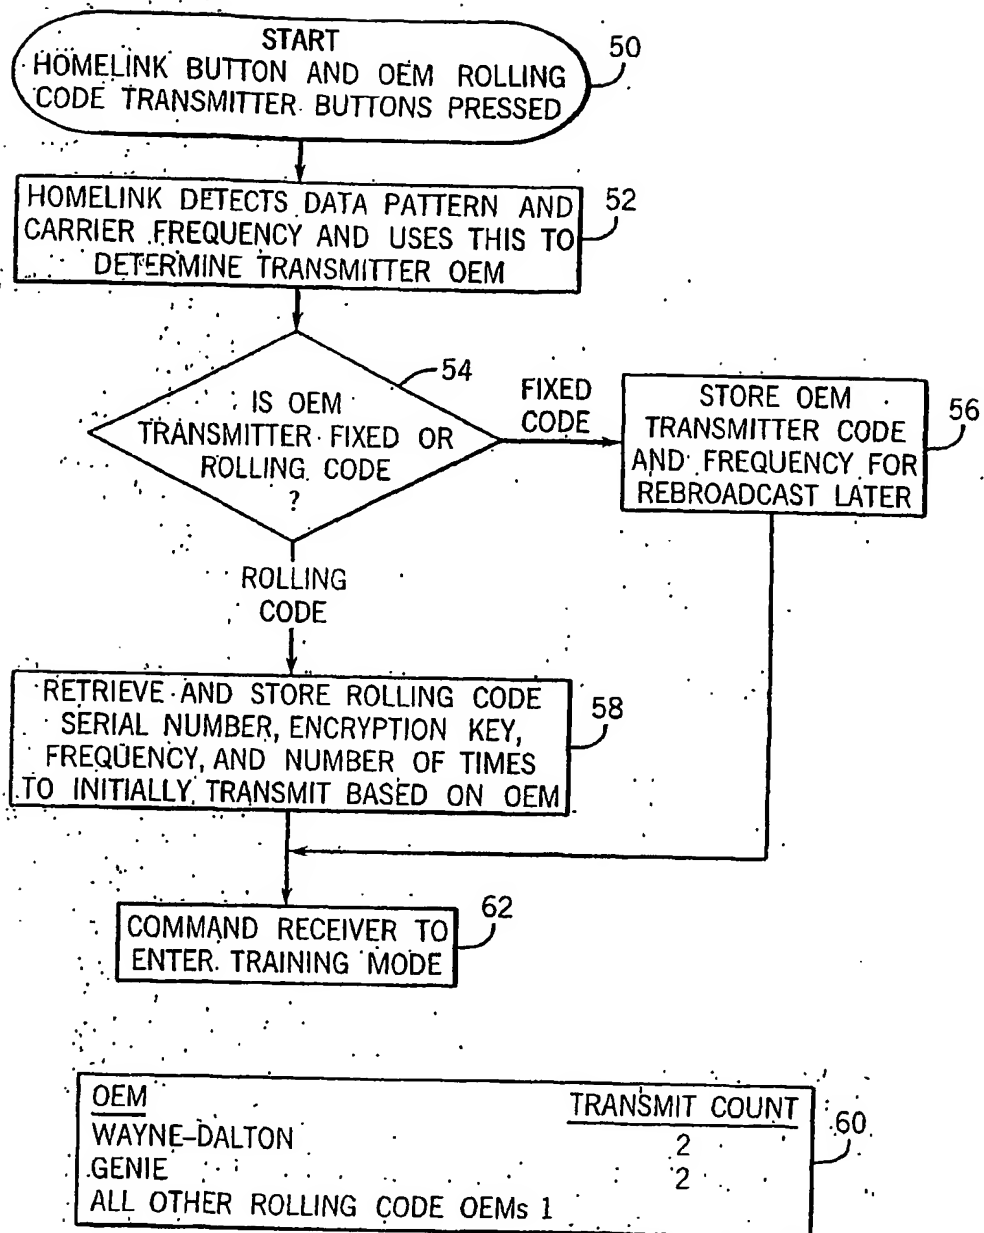 START
HOMELINK BUTTON AND OEM ROLLING
CODE TRANSMITTER BUTTONS PRESSED
50
HOMELINK DETECTS DATA PATTERN AND
CARRIER FREQUENCY AND USES THIS TO
DETERMINE TRANSMITTER OEM
52
54
IS OEM
TRANSMITTER FIXED OR
ROLLING CODE
?
FIXED
CODE
STORE OEM
TRANSMITTER CODE
AND FREQUENCY FOR
REBROADCAST LATER
56
ROLLING
CODE
RETRIEVE AND STORE ROLLING CODE
SERIAL NUMBER, ENCRYPTION KEY,
FREQUENCY, AND NUMBER OF TIMES
TO INITIALLY TRANSMIT BASED ON OEM
58
COMMAND RECEIVER TO
ENTER TRAINING MODE
62
OEM TRANSMIT COUNT
WAYNE-DALTON 2
GENIE 2
ALL OTHER ROLLING CODE OEMs 1
60